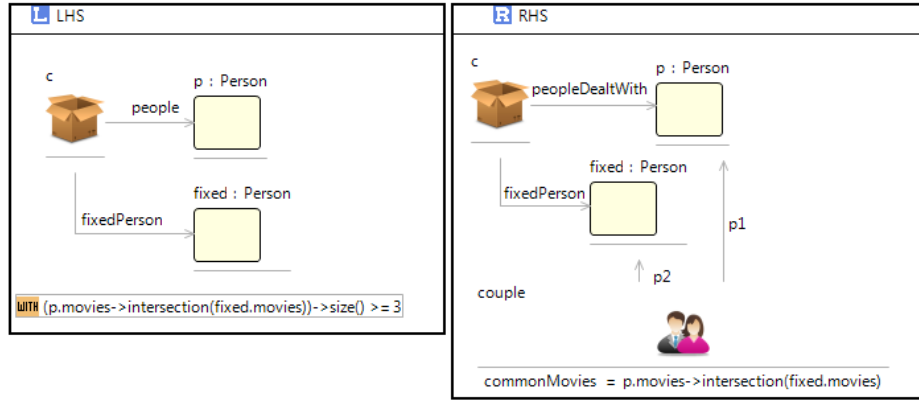 L LHS
c
p : Person
people
fixed : Person
fixedPerson
WITH (p.movies->intersection(fixed.movies))->size() >= 3
R RHS
c
p : Person
peopleDealtWith
fixed : Person
fixedPerson
p1
p2
couple
commonMovies = p.movies->intersection(fixed.movies)